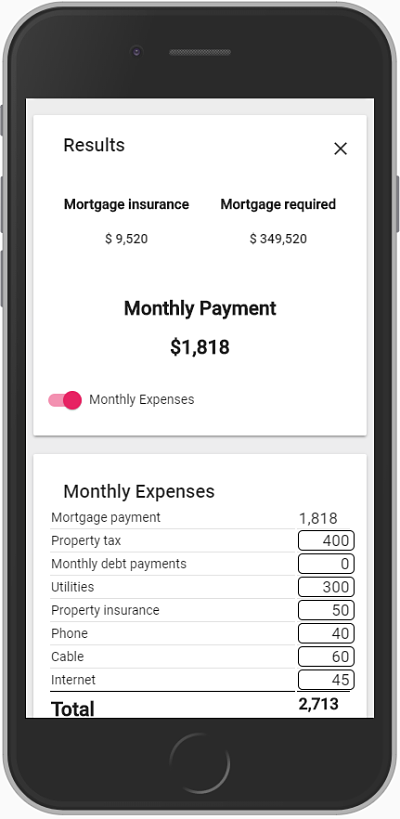 Results
Mortgage insurance Mortgage required
$ 9,520 $ 349,520
Monthly Payment
$1,818
Monthly Expenses
Monthly Expenses
Mortgage payment 1,818
Property tax 400
Monthly debt payments 0
Utilities 300
Property insurance 50
Phone 40
Cable 60
Internet 45
Total 2,713